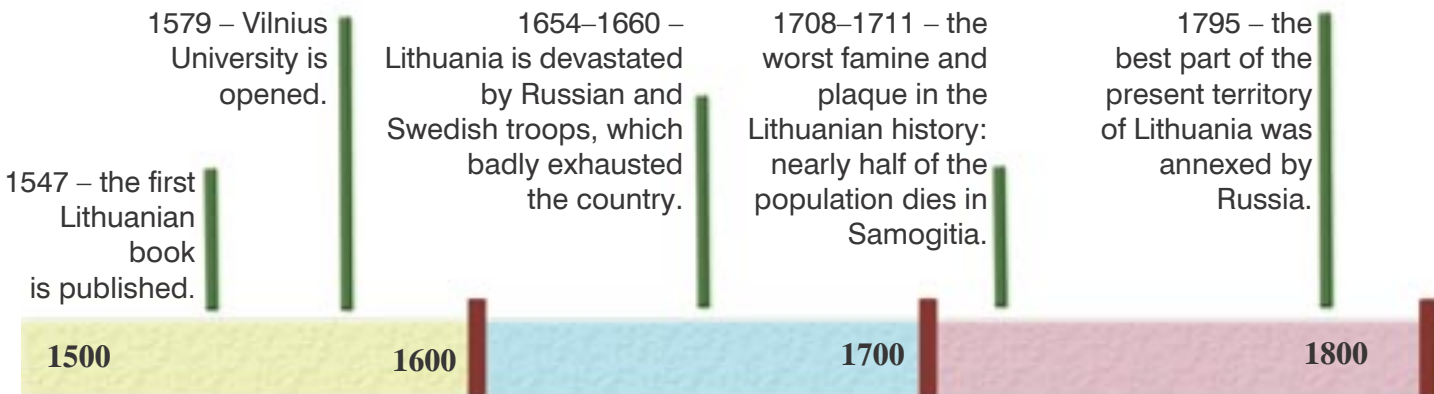 1579 – Vilnius
University is
opened.
1654–1660 –
Lithuania is devastated
by Russian and
Swedish troops, which
badly exhausted
the country.
1708–1711 – the
worst famine and
plaque in the
Lithuanian history:
nearly half of the
population dies in
Samogitia.
1795 – the
best part of the
present territory
of Lithuania was
annexed by
Russia.
1547 – the first
Lithuanian
book
is published.
1500
1600
1700
1800